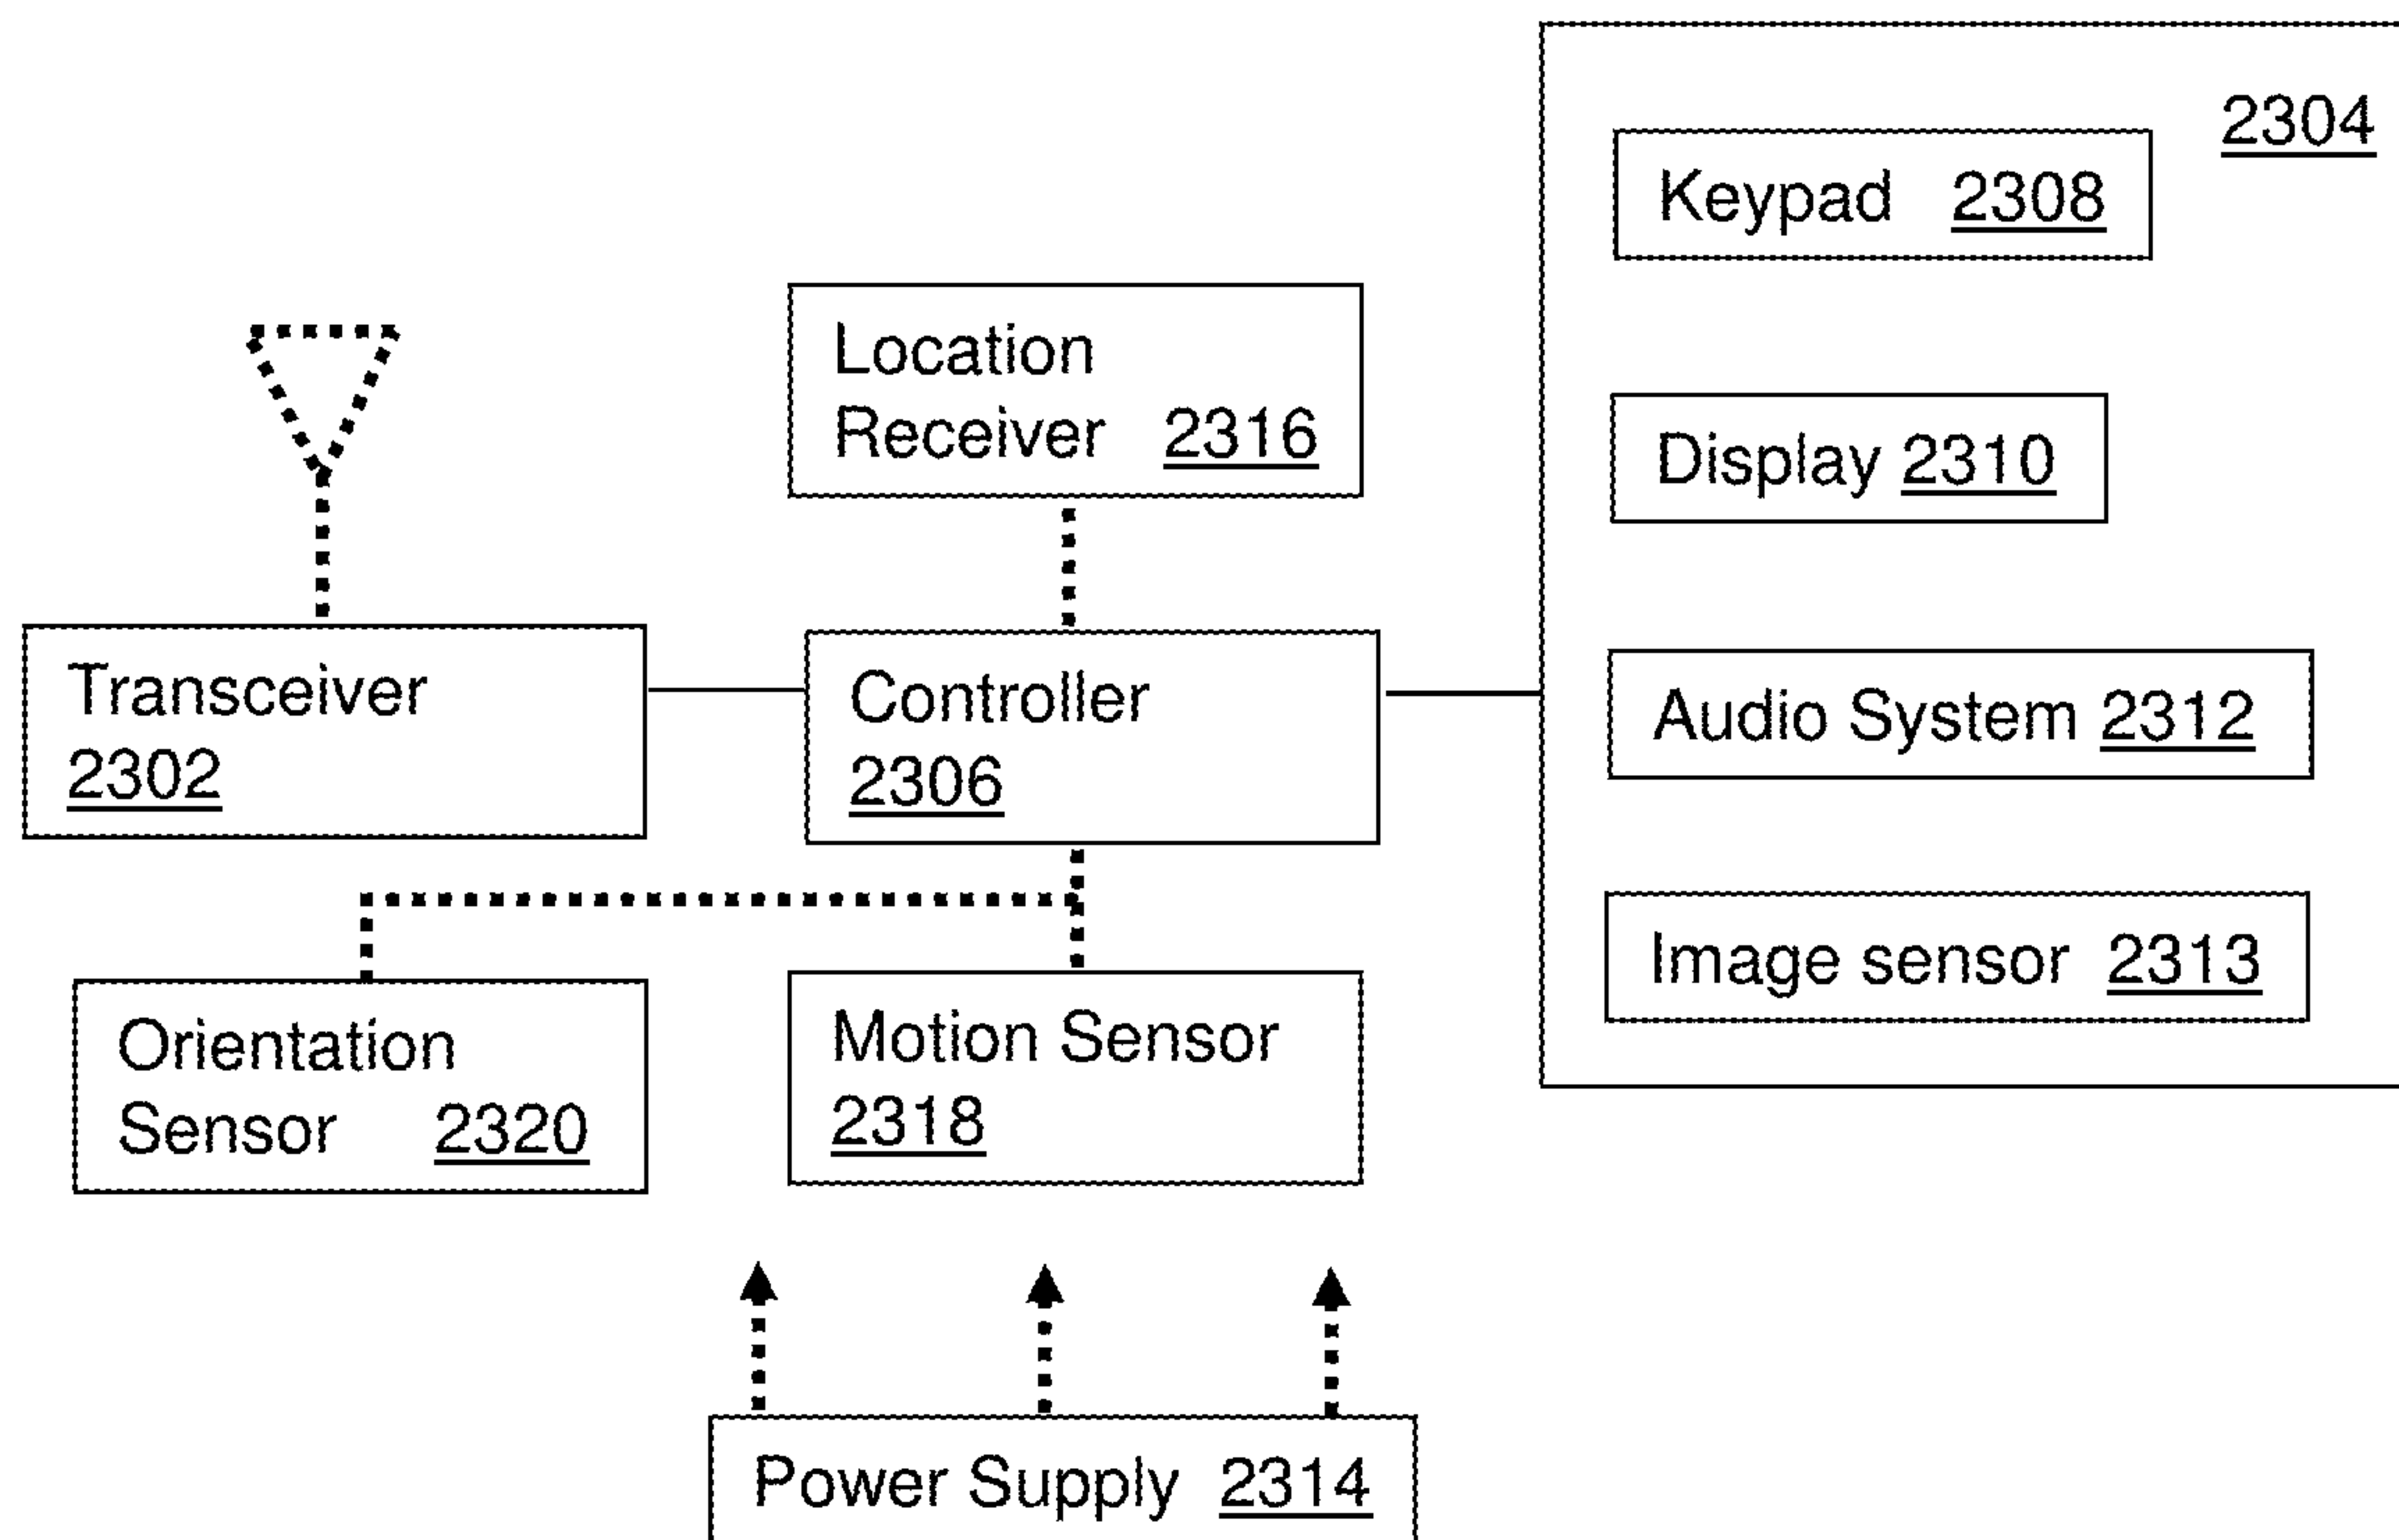 2304
Keypad 2308
Location
Receiver 2316
Display 2310
Transceiver
2302
Controller
2306
Audio System 2312
Image sensor 2313
Orientation
Sensor 2320
Motion Sensor
2318
Power Supply 2314